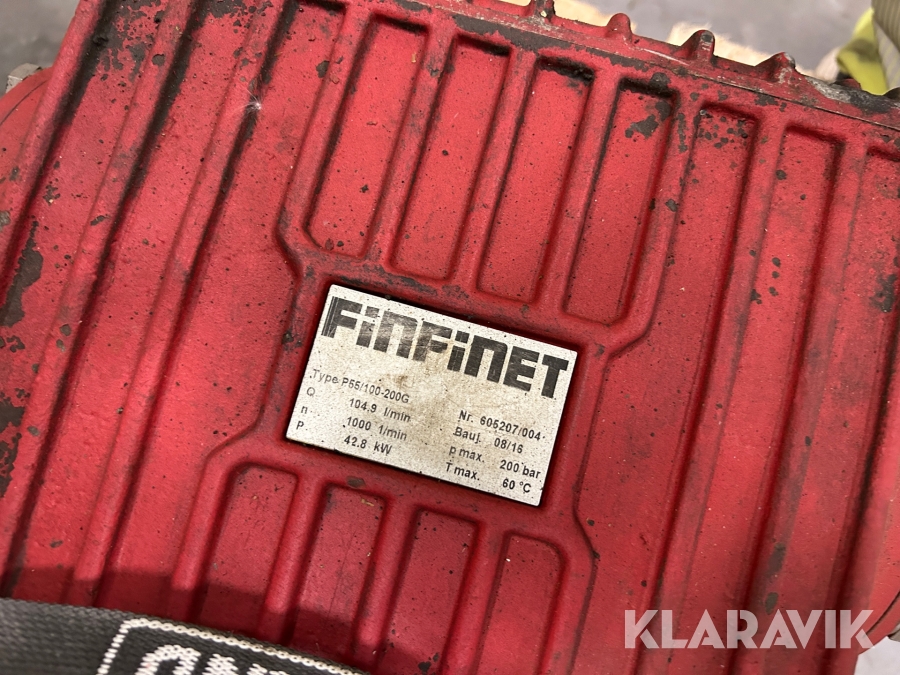 FiNFiNET
Type P55/100-200G
Q 104.9 l/min Nr. 605207/004
n 1000 1/min Bauj. 08/16
P 42.8 kW p max. 200 bar
T max. 60 °C
KLARAVIK